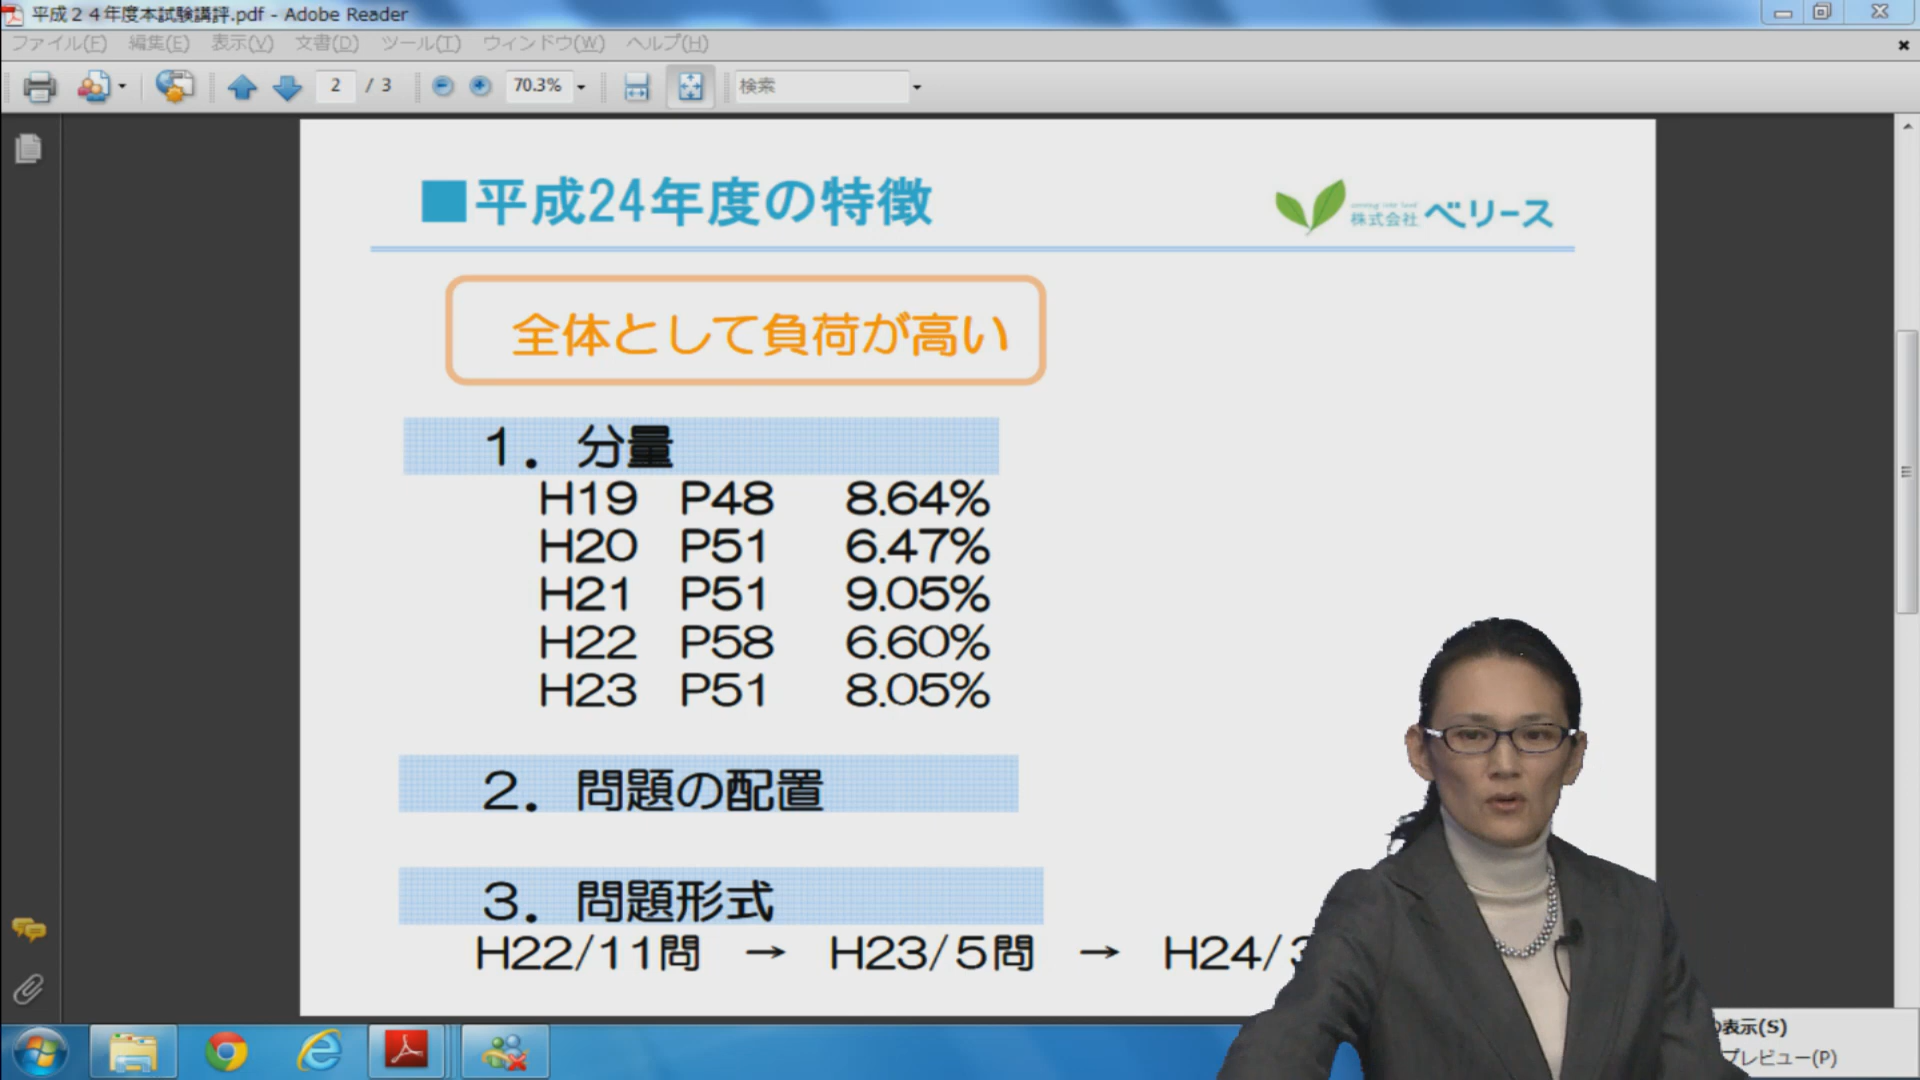 平成２４年度本試験講評.pdf - Adobe Reader
ファイル(F) 編集(E) 表示(V) 文書(D) ツール(T) ウィンドウ(W) ヘルプ(H)
2 / 3 70.3% 検索
■平成24年度の特徴
株式会社 ベリース
全体として負荷が高い
１．分量
H19 P48 8.64%
H20 P51 6.47%
H21 P51 9.05%
H22 P58 6.60%
H23 P51 8.05%
２．問題の配置
３．問題形式
H22/11問 → H23/５問 → H24/3
の表示(S)
プレビュー(P)